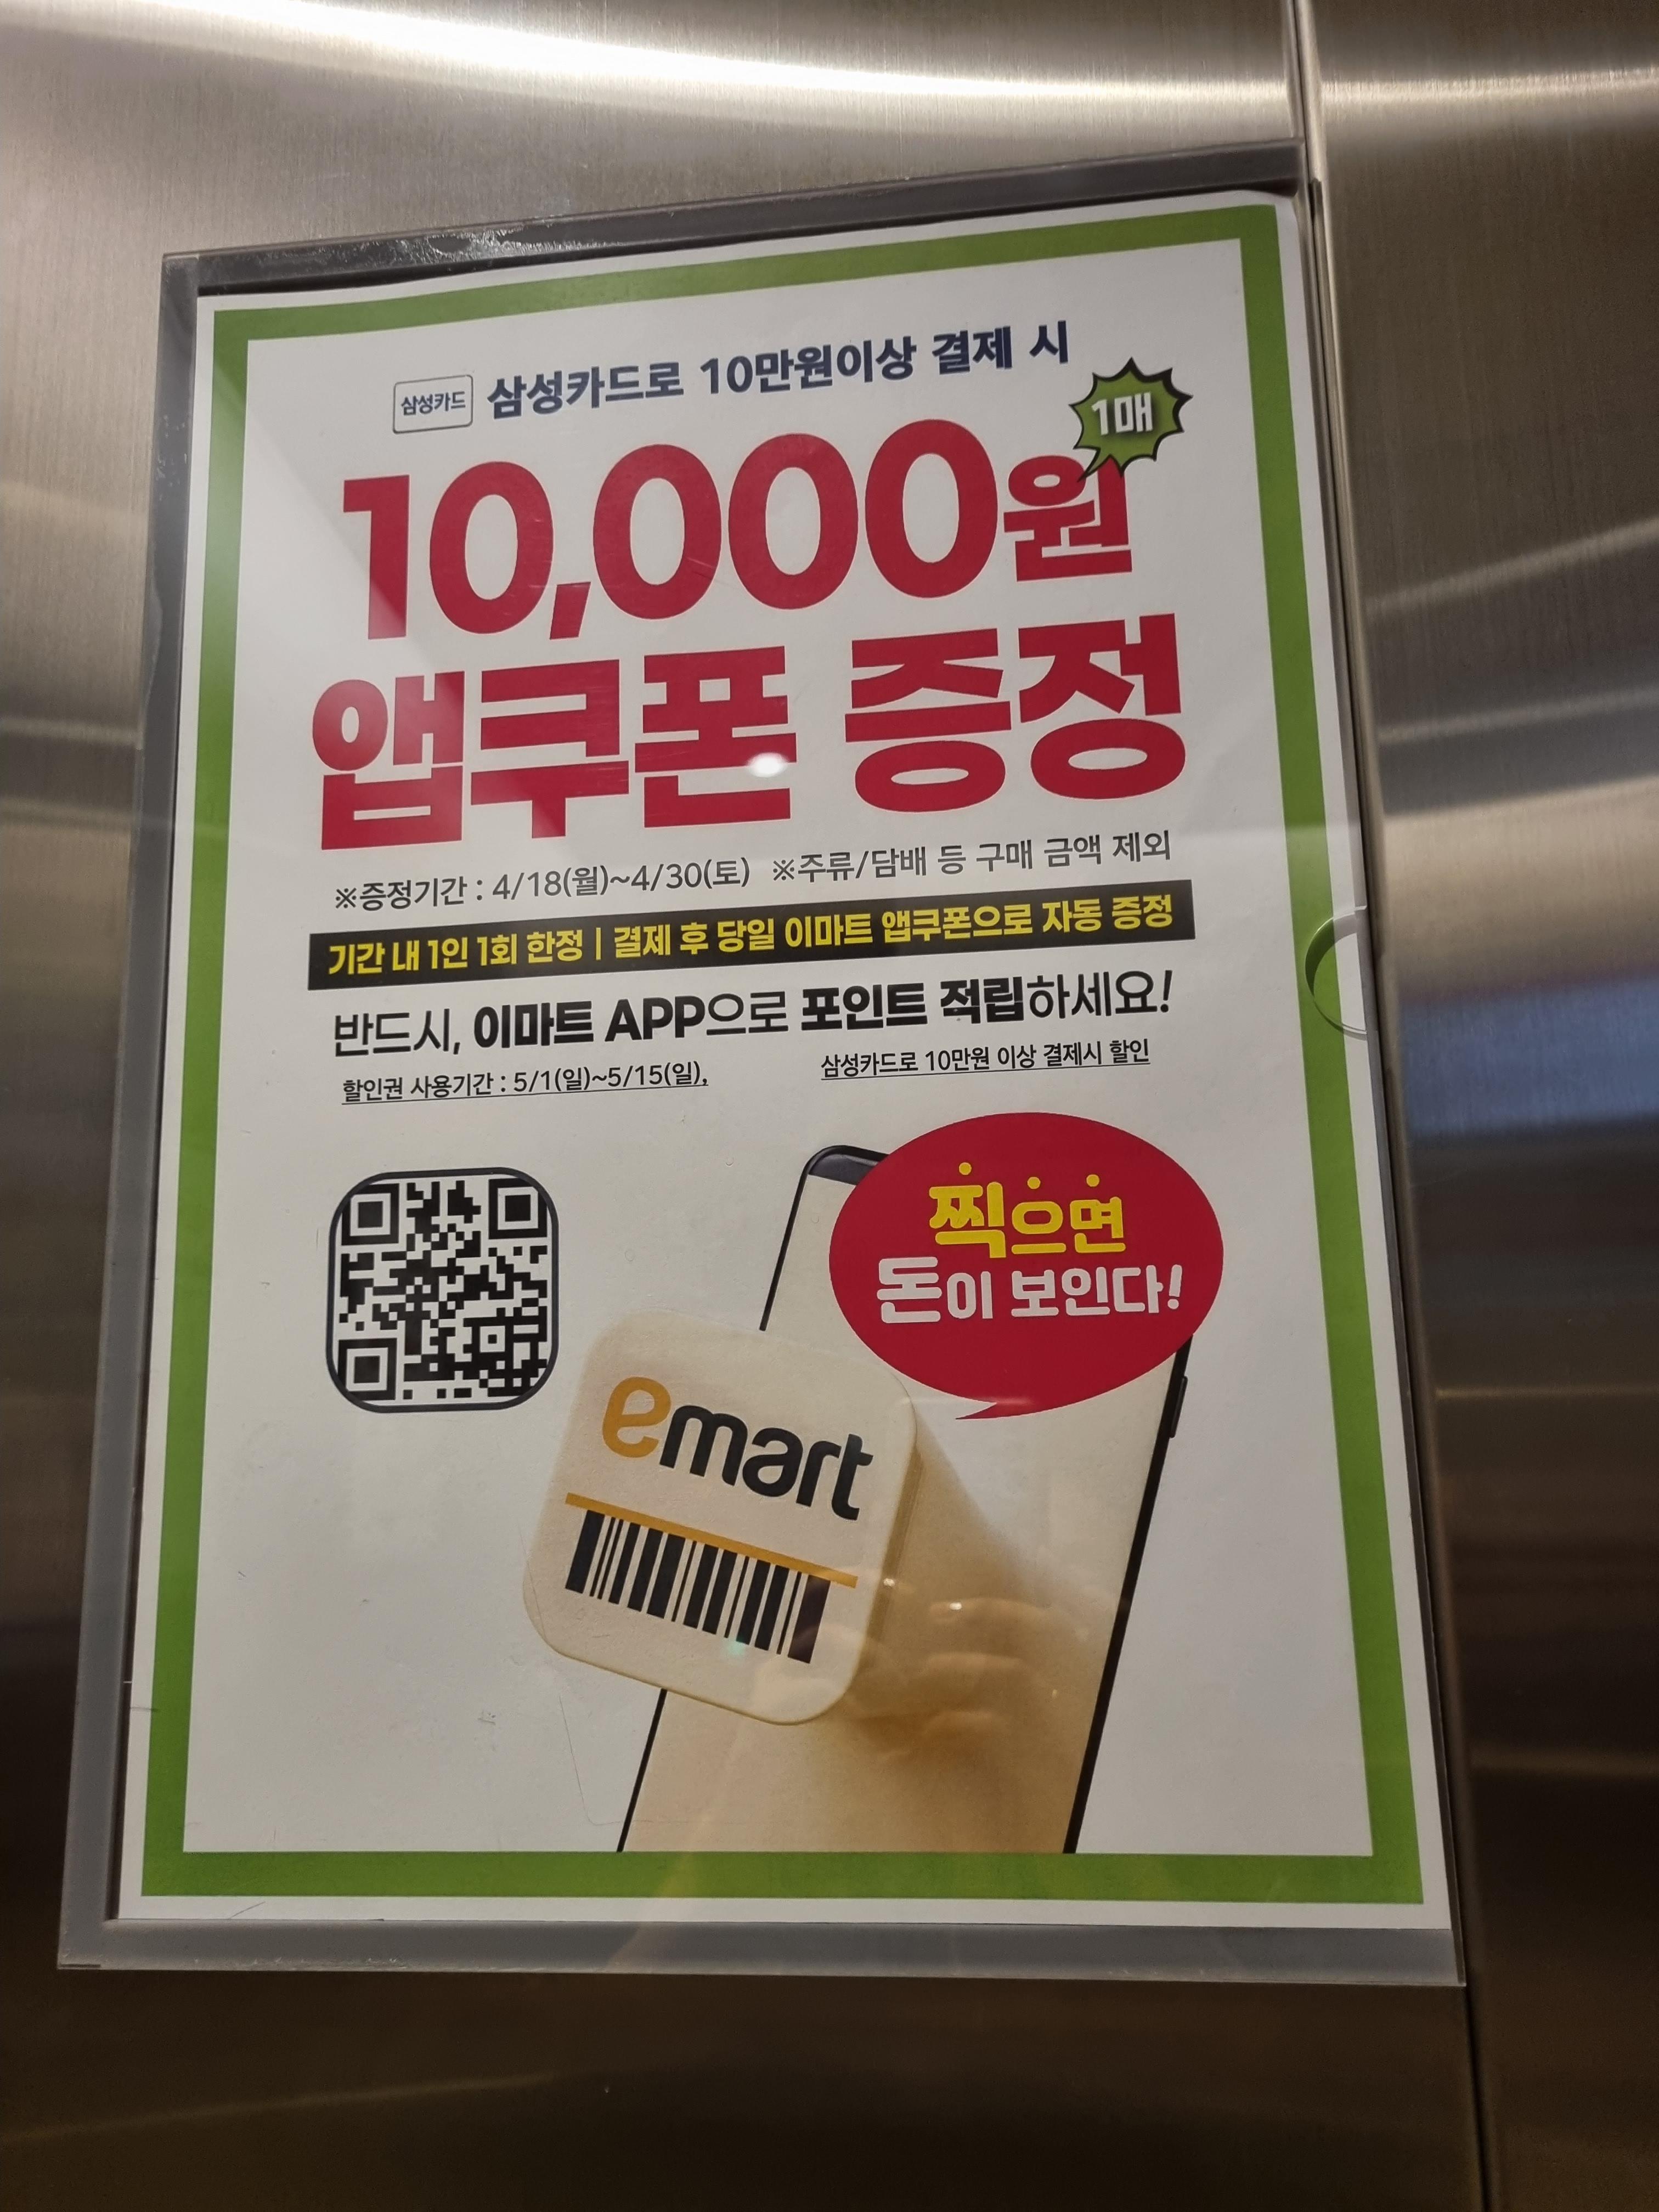 삼성카드 삼성카드로 10만원이상 결제 시
1매
10,000원
앱쿠폰 증정
※증정기간 : 4/18(월)~4/30(토) ※주류/담배 등 구매 금액 제외
기간 내 1인 1회 한정 | 결제 후 당일 이마트 앱쿠폰으로 자동 증정
반드시, 이마트 APP으로 포인트 적립하세요!
할인권 사용기간 : 5/1(일)~5/15(일), 삼성카드로 10만원 이상 결제시 할인
찍으면
돈이 보인다!
emart